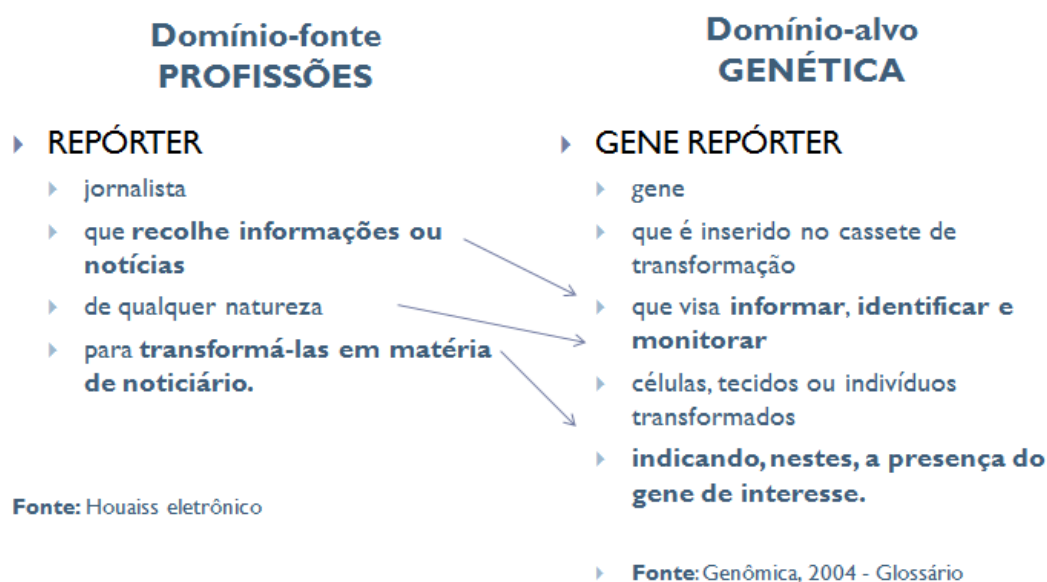 Domínio-fonte
PROFISSÕES
REPÓRTER
jornalista
que recolhe informações ou
notícias
de qualquer natureza
para transformá-las em matéria
de noticiário.
Fonte: Houaiss eletrônico
Domínio-alvo
GENÉTICA
GENE REPÓRTER
gene
que é inserido no cassete de
transformação
que visa informar, identificar e
monitorar
células, tecidos ou indivíduos
transformados
indicando, nestes, a presença do
gene de interesse.
Fonte: Genômica, 2004 - Glossário